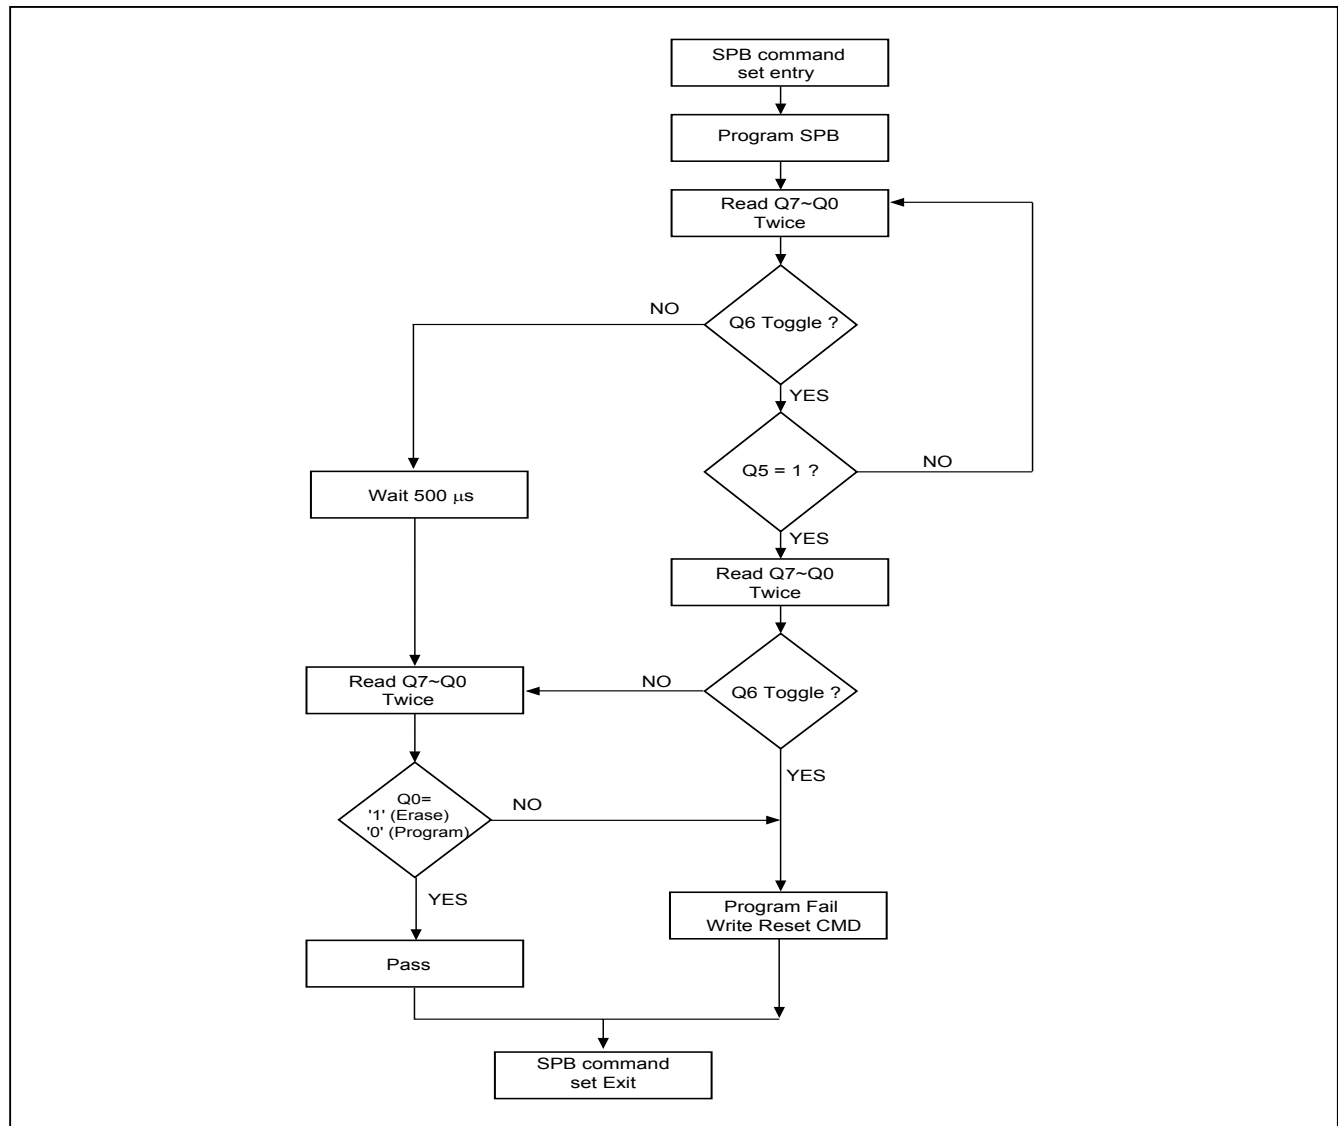 SPB command
set entry
Program SPB
Read Q7~Q0
Twice
NO
Q6 Toggle ?
YES
Q5 = 1 ?
NO
Wait 500 μs
YES
Read Q7~Q0
Twice
Read Q7~Q0
Twice
NO
Q6 Toggle ?
YES
Q0=
'1' (Erase)
'0' (Program)
NO
YES
Program Fail
Write Reset CMD
Pass
SPB command
set Exit